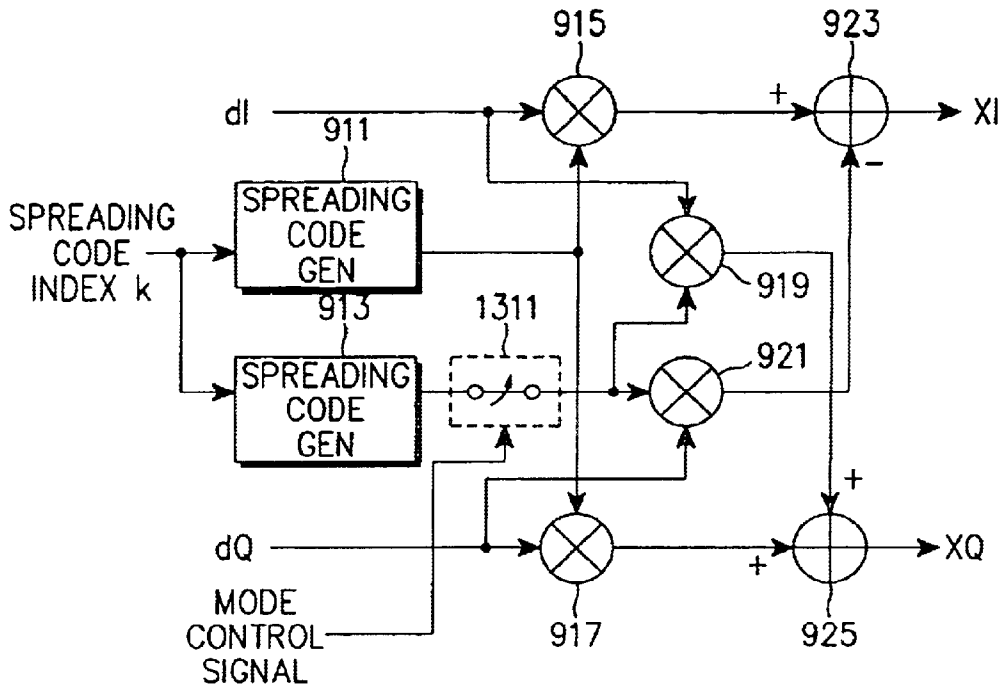 915
923
dI
+
XI
911
-
SPREADING
CODE
GEN
SPREADING
CODE
INDEX k
919
913
1311
921
SPREADING
CODE
GEN
+
dQ
+
XQ
MODE
CONTROL
SIGNAL
917
925